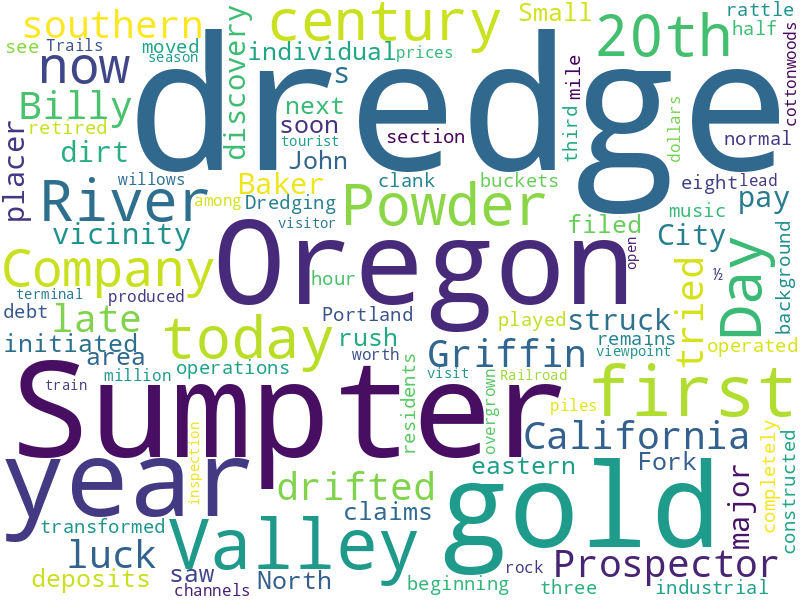 southern
century
Small
20th
rattle
half
see
Trails
moved
season
individual
prices
now
dredge
mile
cottonwoods
Billy
discovery
s
next
retired
soon
tourist
section
third
dollars
normal
dirt
John
placer
willows
Baker
clank
buckets
eight
lead
River
among
Dredging
Powder
music
pay
vicinity
visitor
filed
City
open
Company
Oregon
hour
½
Day
background
terminal
produced
debt
late
Portland
played
struck
tried
initiated
today
rush
remains
operated
area
worth
Griffin
viewpoint
million
operations
train
visit
Railroad
Sumpter
residents
overgrown
piles
first
California
year
inspection
eastern
Fork
completely
constructed
drifted
gold
major
transformed
Valley
claims
luck
saw
North
rock
Prospector
deposits
channels
beginning
three
industrial